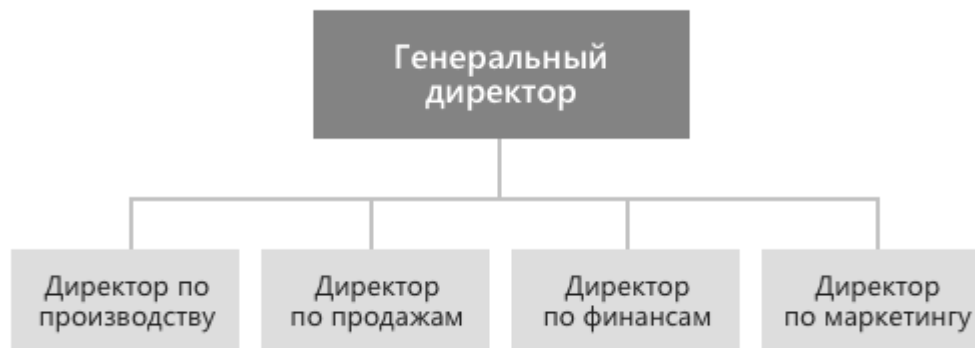 Генеральный
директор
Директор по
производству
Директор
по продажам
Директор
по финансам
Директор
по маркетингу